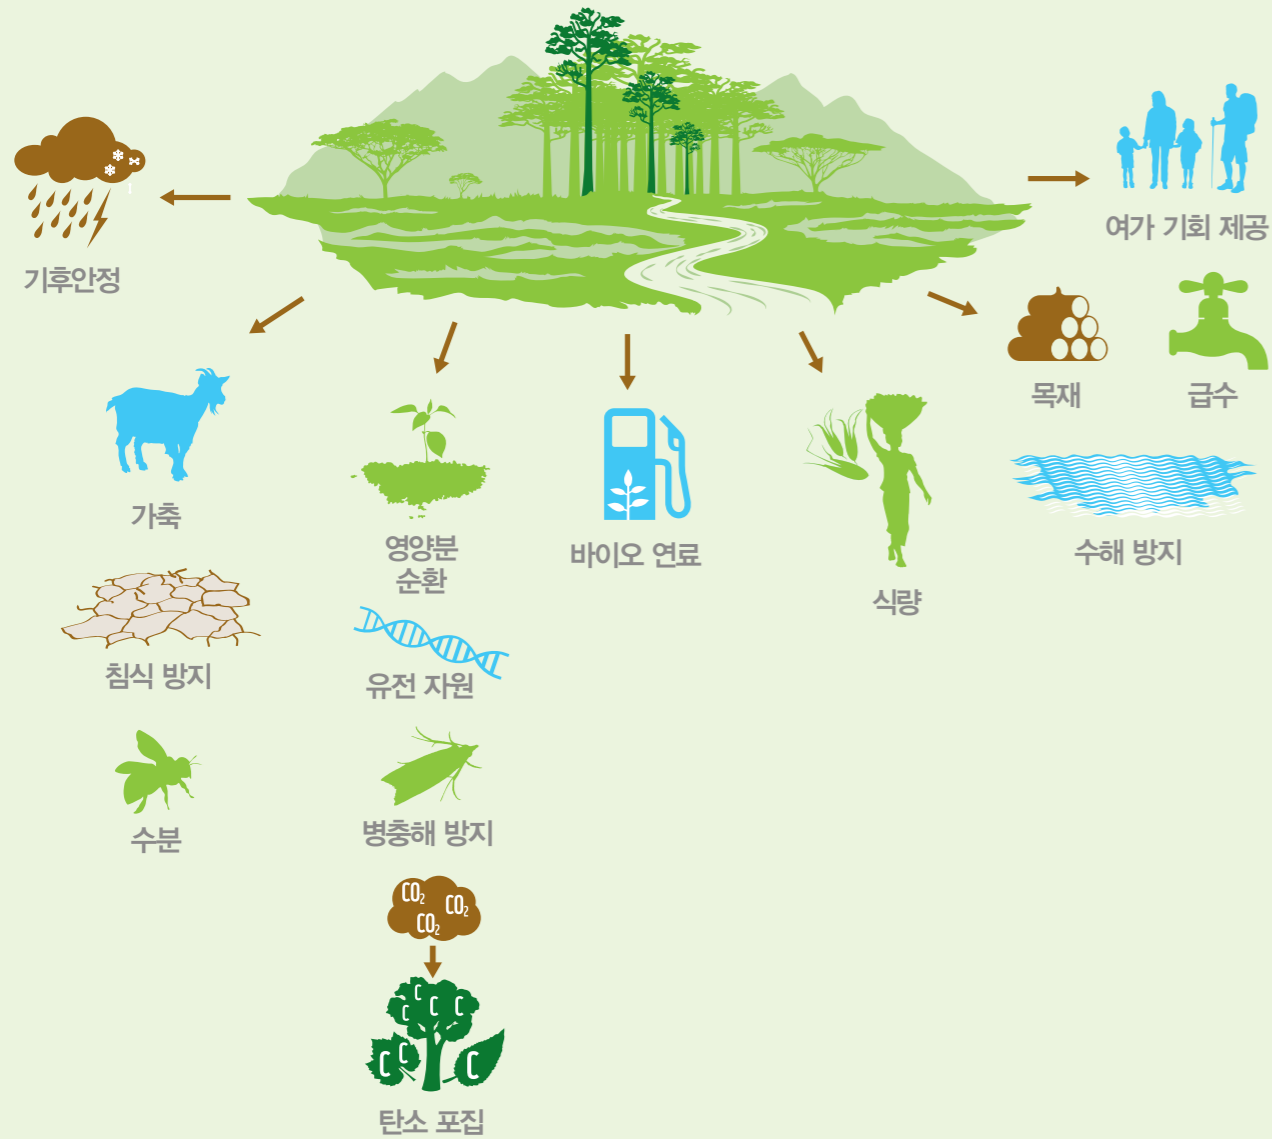 여가 기회 제공
기후안정
목재
급수
가축
영양분
순환
바이오 연료
수해 방지
식량
침식 방지
유전 자원
수분
병충해 방지
CO₂
CO₂
CO₂
C
C
C
C
C
C
C
탄소 포집